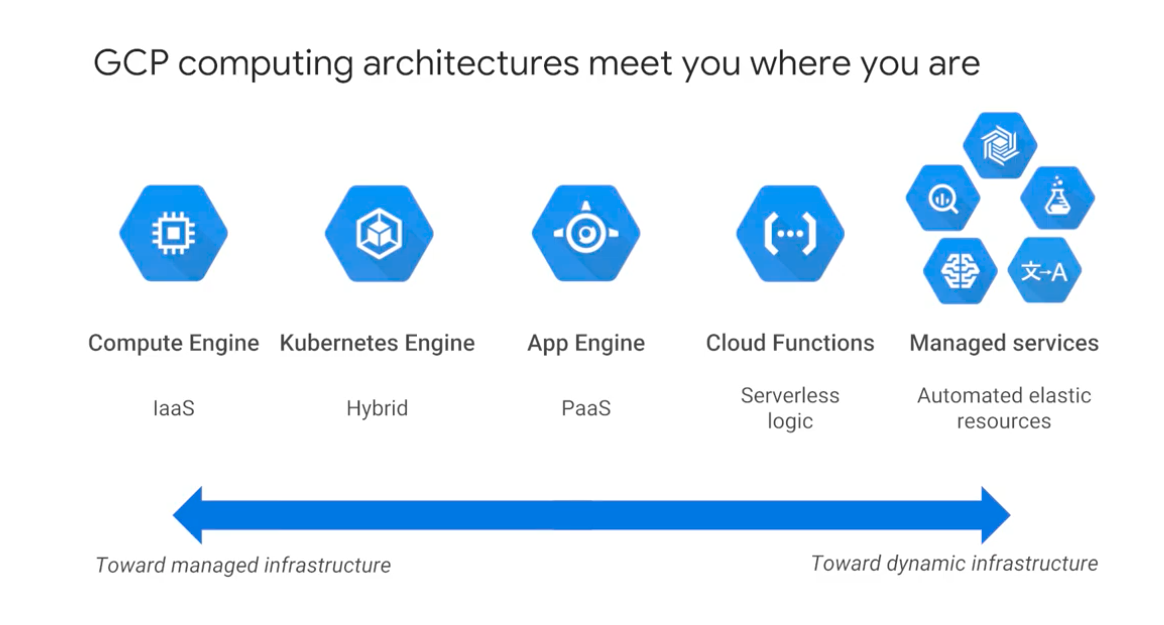 GCP computing architectures meet you where you are
文→A
Compute Engine
Kubernetes Engine
App Engine
Cloud Functions
Managed services
IaaS
Hybrid
PaaS
Serverless
logic
Automated elastic
resources
Toward managed infrastructure
Toward dynamic infrastructure